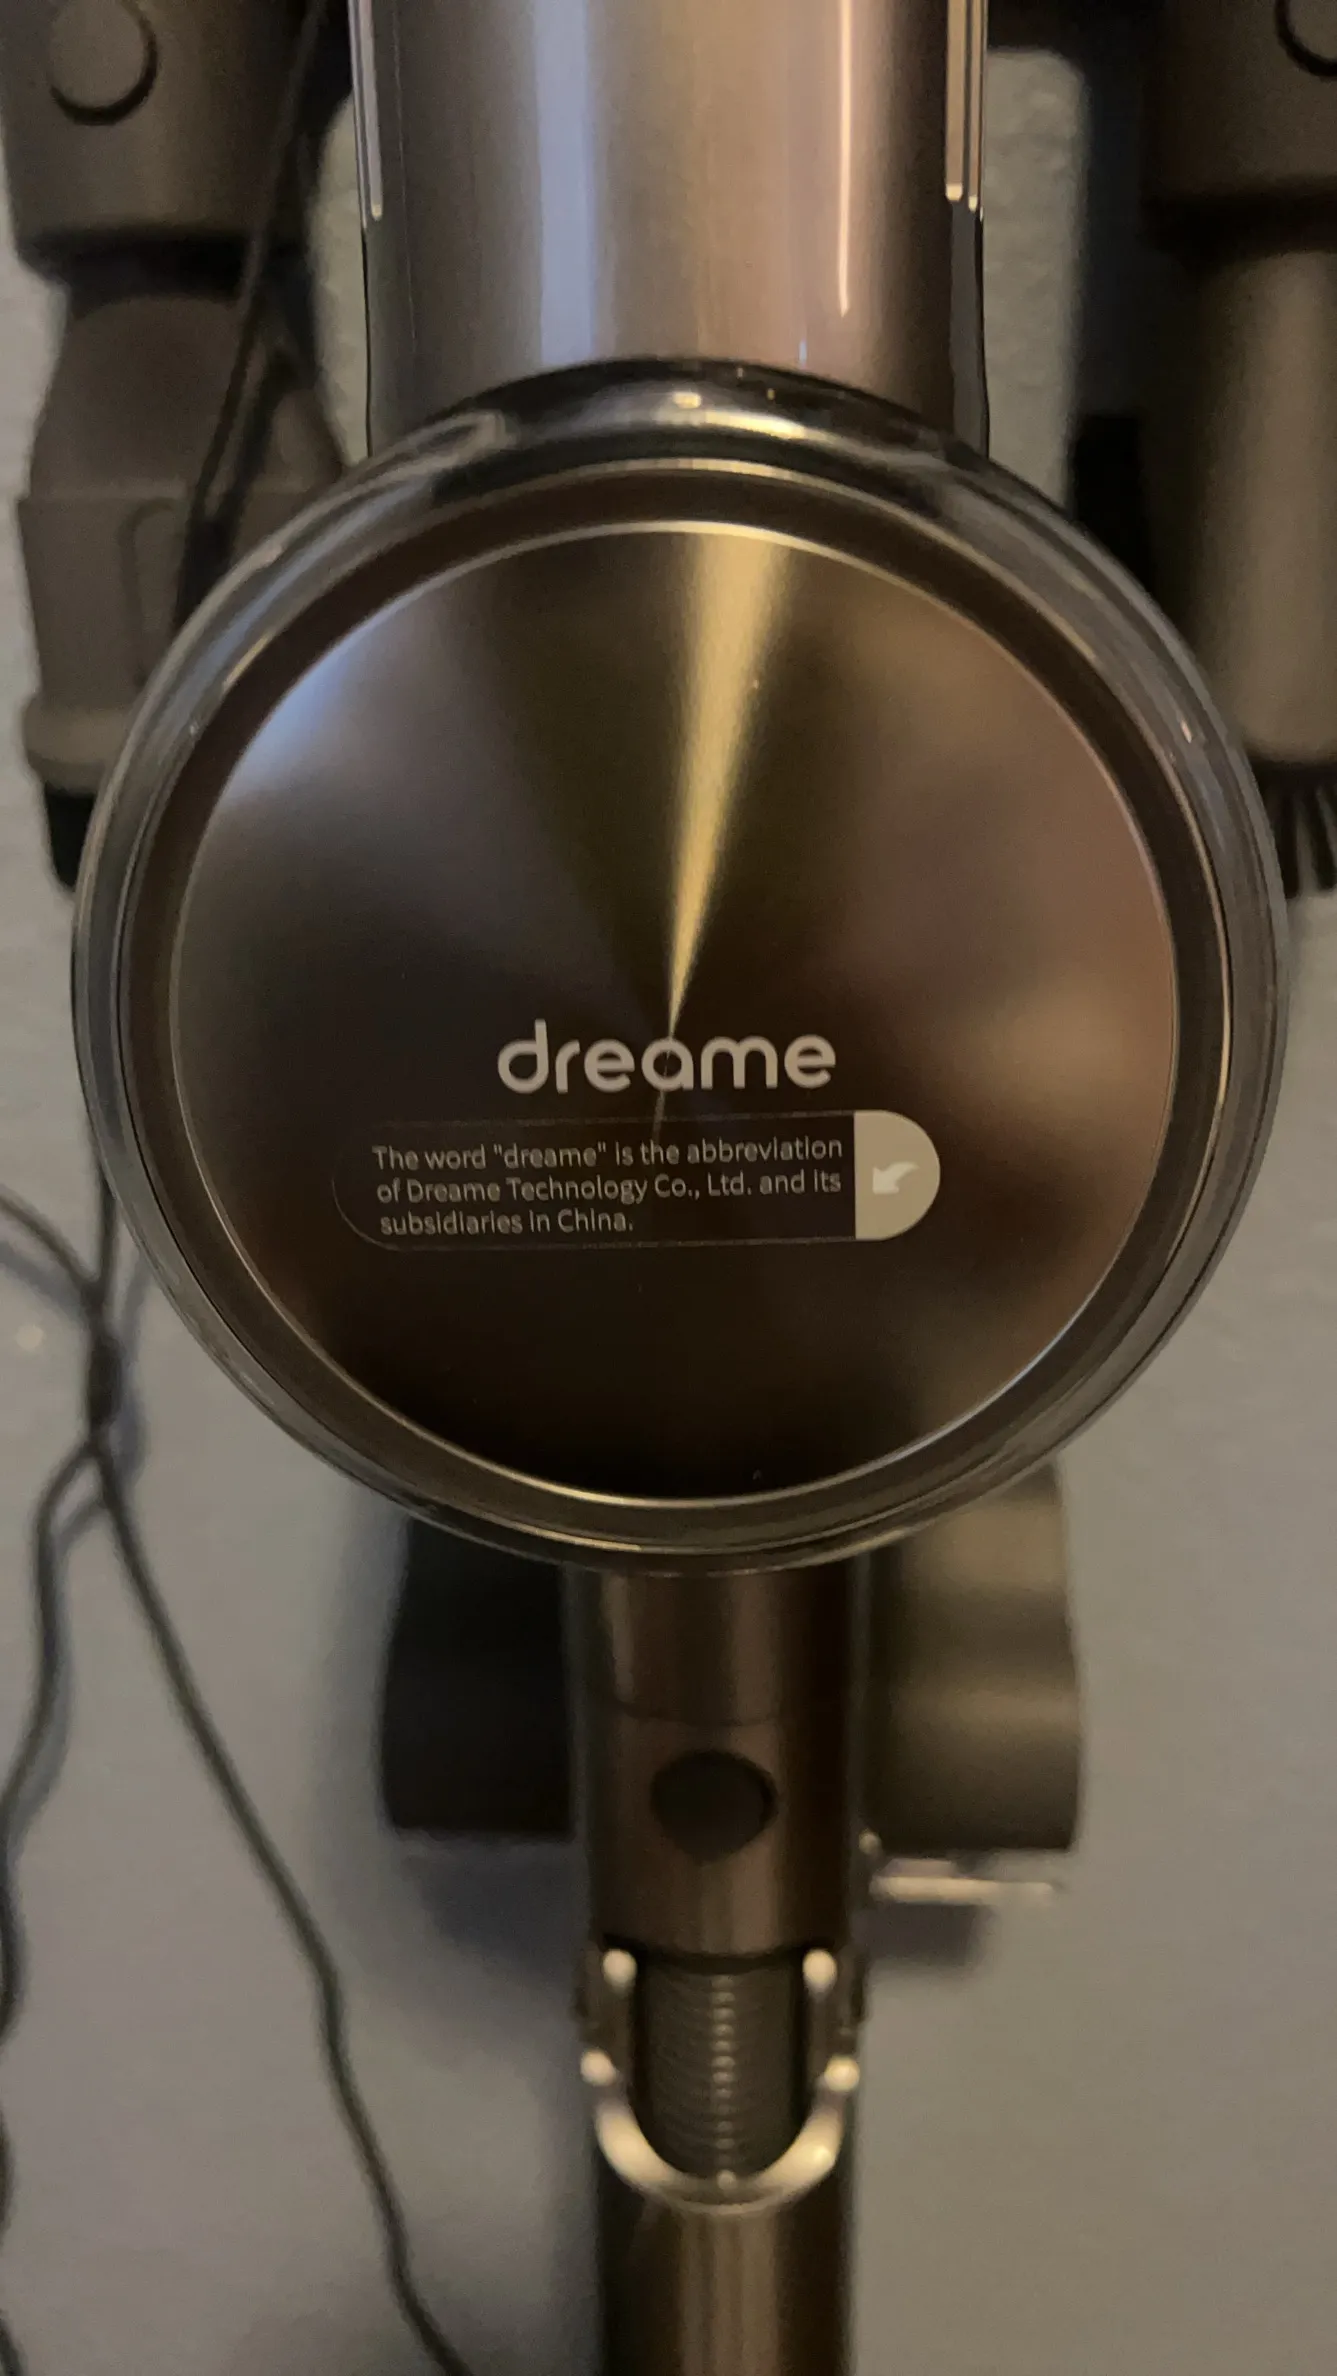 dreame
The word "dreame" is the abbreviation
of Dreame Technology Co., Ltd. and its
subsidiaries in China.